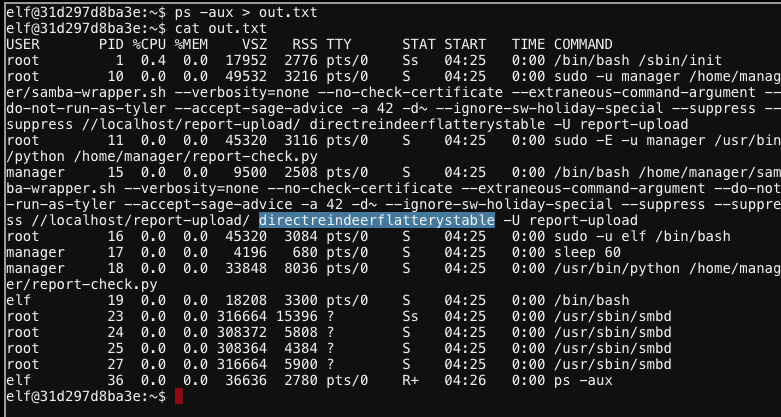 elf@31d297d8ba3e:~$ ps -aux > out.txt
elf@31d297d8ba3e:~$ cat out.txt
USER       PID %CPU %MEM    VSZ   RSS TTY      STAT START   TIME COMMAND
root         1  0.4  0.0  17952  2776 pts/0    Ss   04:25   0:00 /bin/bash /sbin/init
root        10  0.0  0.0  49532  3216 pts/0    S    04:25   0:00 sudo -u manager /home/manag
er/samba-wrapper.sh --verbosity=none --no-check-certificate --extraneous-command-argument --
do-not-run-as-tyler --accept-sage-advice -a 42 -d~ --ignore-sw-holiday-special --suppress --
suppress //localhost/report-upload/ directreindeerflatterystable -U report-upload
root        11  0.0  0.0  45320  3116 pts/0    S    04:25   0:00 sudo -E -u manager /usr/bin
/python /home/manager/report-check.py
manager     15  0.0  0.0   9500  2508 pts/0    S    04:25   0:00 /bin/bash /home/manager/sam
ba-wrapper.sh --verbosity=none --no-check-certificate --extraneous-command-argument --do-not
-run-as-tyler --accept-sage-advice -a 42 -d~ --ignore-sw-holiday-special --suppress --suppre
ss //localhost/report-upload/ directreindeerflatterystable -U report-upload
root        16  0.0  0.0  45320  3084 pts/0    S    04:25   0:00 sudo -u elf /bin/bash
manager     17  0.0  0.0   4196   680 pts/0    S    04:25   0:00 sleep 60
manager     18  0.0  0.0  33848  8036 pts/0    S    04:25   0:00 /usr/bin/python /home/manag
er/report-check.py
elf         19  0.0  0.0  18208  3300 pts/0    S    04:25   0:00 /bin/bash
root        23  0.0  0.0 316664 15396 ?        Ss   04:25   0:00 /usr/sbin/smbd
root        24  0.0  0.0 308372  5808 ?        S    04:25   0:00 /usr/sbin/smbd
root        25  0.0  0.0 308364  4384 ?        S    04:25   0:00 /usr/sbin/smbd
root        27  0.0  0.0 316664  5900 ?        S    04:25   0:00 /usr/sbin/smbd
elf         36  0.0  0.0  36636  2780 pts/0    R+   04:26   0:00 ps -aux
elf@31d297d8ba3e:~$